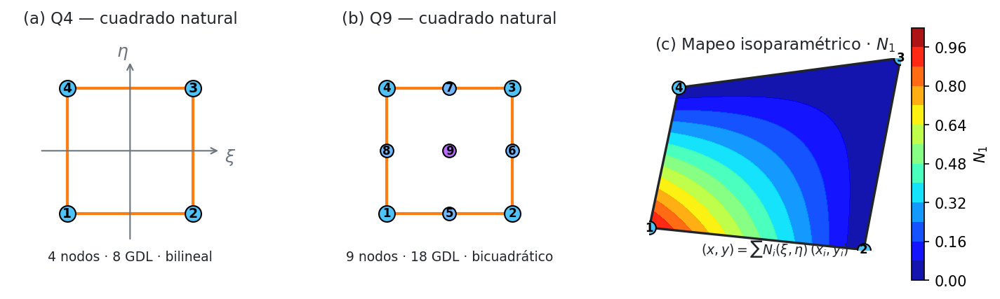 (a) Q4 — cuadrado natural
η
ξ
4
3
1
2
4 nodos · 8 GDL · bilineal
(b) Q9 — cuadrado natural
4
7
3
8
9
6
1
5
2
9 nodos · 18 GDL · bicuadrático
(c) Mapeo isoparamétrico · N₁
3
4
1
2
(x, y) = ∑Nᵢ(ξ, η) (xᵢ, yᵢ)
0.96
0.80
0.64
0.48
0.32
0.16
0.00
N₁